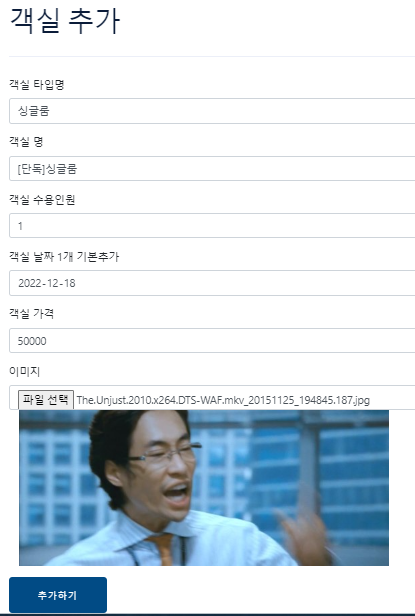 객실 추가
객실 타입명
싱글룸
객실 명
[단독]싱글룸
객실 수용인원
1
객실 날짜 1개 기본추가
2022-12-18
객실 가격
50000
이미지
파일 선택 The.Unjust.2010.x264.DTS-WAF.mkv_20151125_194845.187.jpg
추가하기